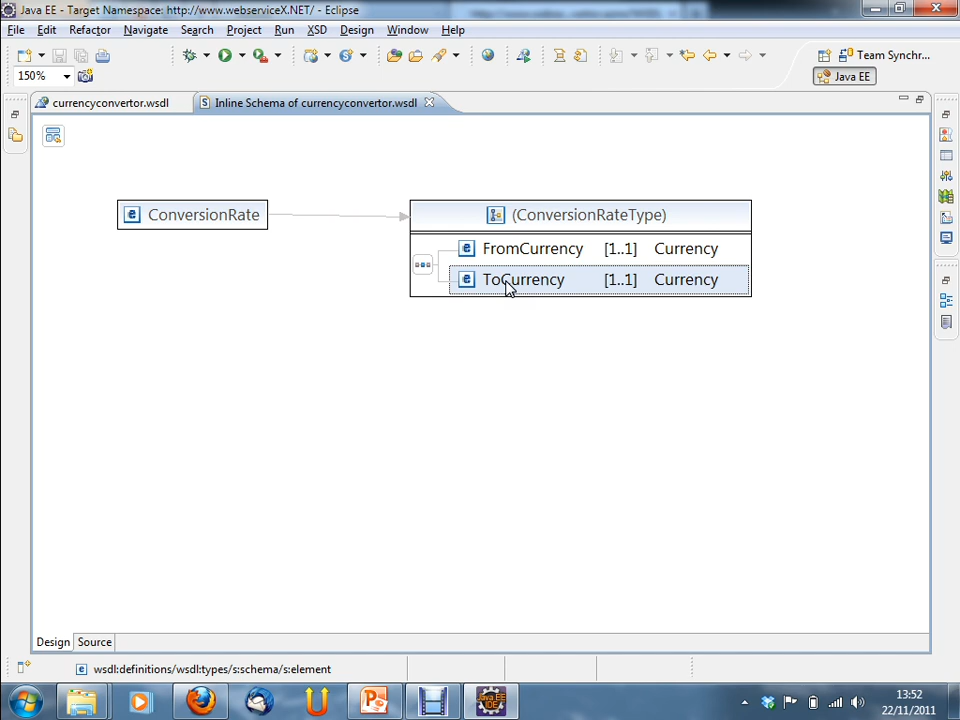 Java EE - Target Namespace: http://www.webserviceX.NET/ - Eclipse
File Edit Refactor Navigate Search Project Run XSD Design Window Help
Team Synchr...
150%
Java EE
currencyconvertor.wsdl
Inline Schema of currencyconvertor.wsdl
ConversionRate
(ConversionRateType)
FromCurrency [1..1] Currency
ToCurrency [1..1] Currency
Design Source
wsdl:definitions/wsdl:types/s:schema/s:element
13:52
22/11/2011